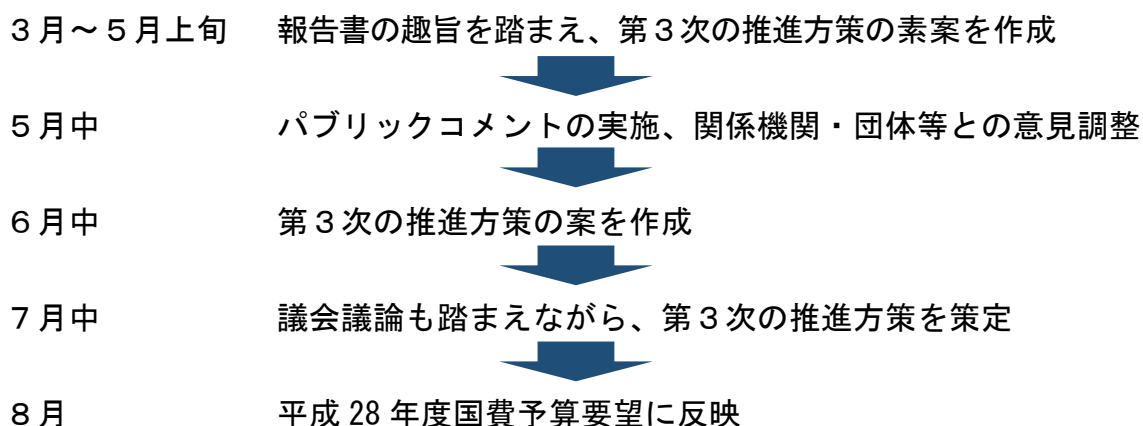 ３月～５月上旬　報告書の趣旨を踏まえ、第３次の推進方策の素案を作成
５月中　パブリックコメントの実施、関係機関・団体等との意見調整
６月中　第３次の推進方策の案を作成
７月中　議会議論も踏まえながら、第３次の推進方策を策定
８月　平成 28 年度国費予算要望に反映